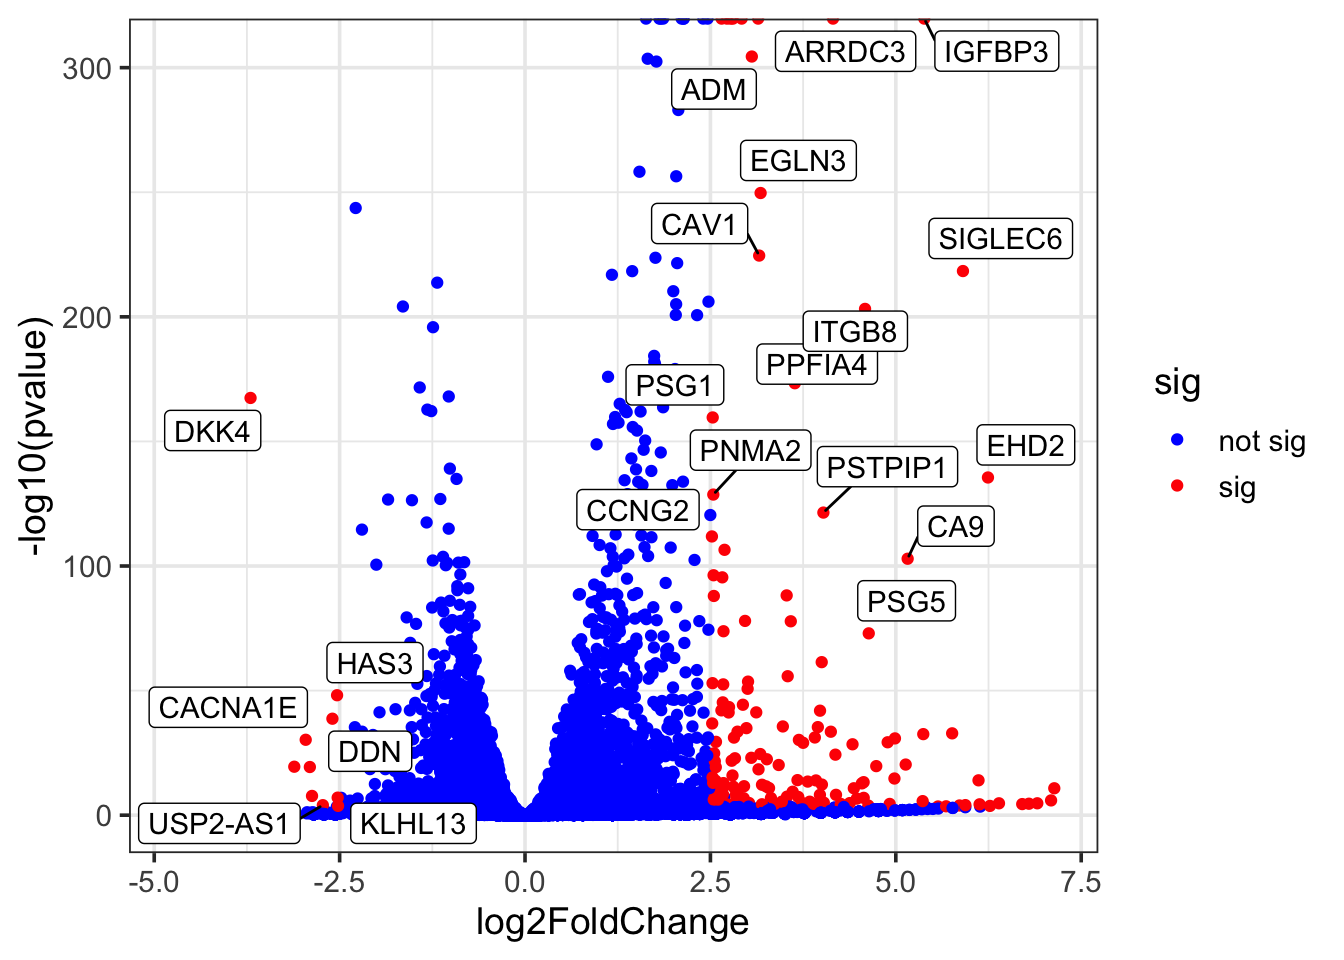 -log10(pvalue)
300
200
100
0
ARRDC3
IGFBP3
ADM
EGLN3
CAV1
SIGLEC6
ITGB8
PPFIA4
PSG1
DKK4
PNMA2
PSTPIP1
EHD2
CCNG2
CA9
PSG5
HAS3
CACNA1E
DDN
USP2-AS1
KLHL13
-5.0
-2.5
0.0
2.5
5.0
7.5
log2FoldChange
sig
not sig
sig